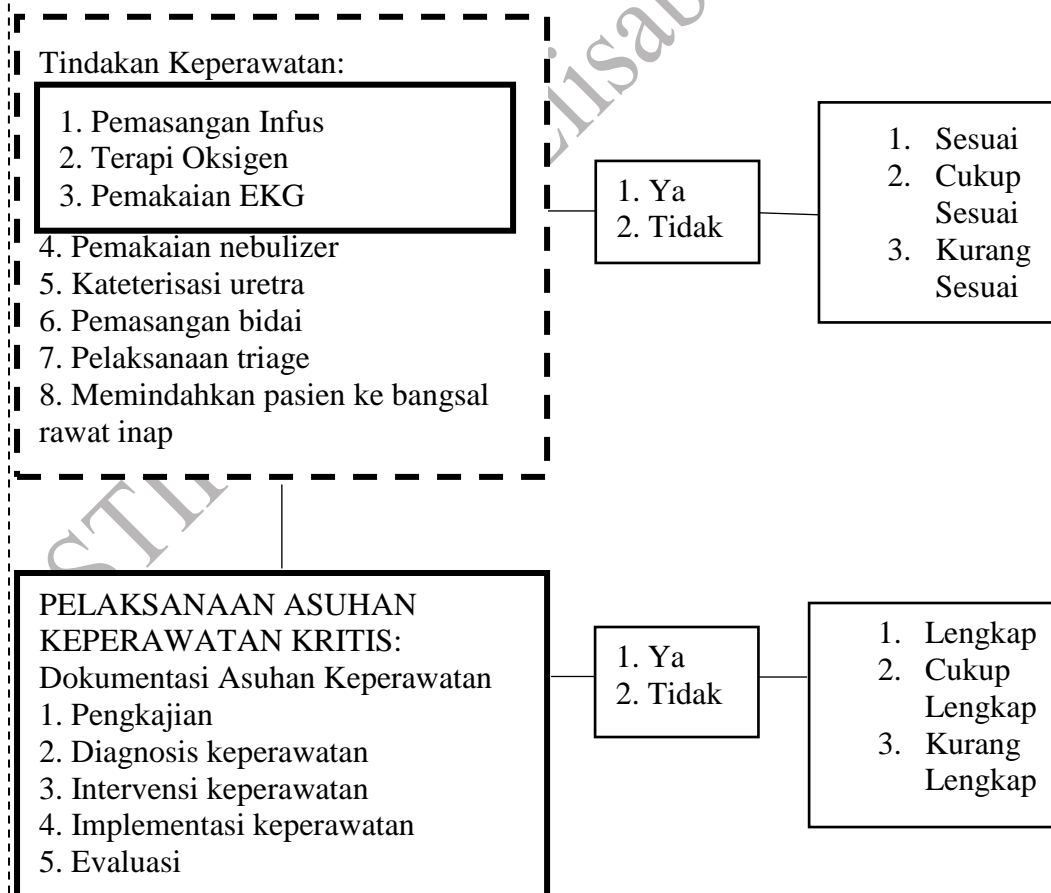 Tindakan Keperawatan:
1. Pemasangan Infus
2. Terapi Oksigen
3. Pemakaian EKG
4. Pemakaian nebulizer
5. Kateterisasi uretra
6. Pemasangan bidai
7. Pelaksanaan triage
8. Memindahkan pasien ke bangsal
rawat inap
1. Ya
2. Tidak
1. Sesuai
2. Cukup
Sesuai
3. Kurang
Sesuai
PELAKSANAAN ASUHAN
KEPERAWATAN KRITIS:
Dokumentasi Asuhan Keperawatan
1. Pengkajian
2. Diagnosis keperawatan
3. Intervensi keperawatan
4. Implementasi keperawatan
5. Evaluasi
1. Ya
2. Tidak
1. Lengkap
2. Cukup
Lengkap
3. Kurang
Lengkap